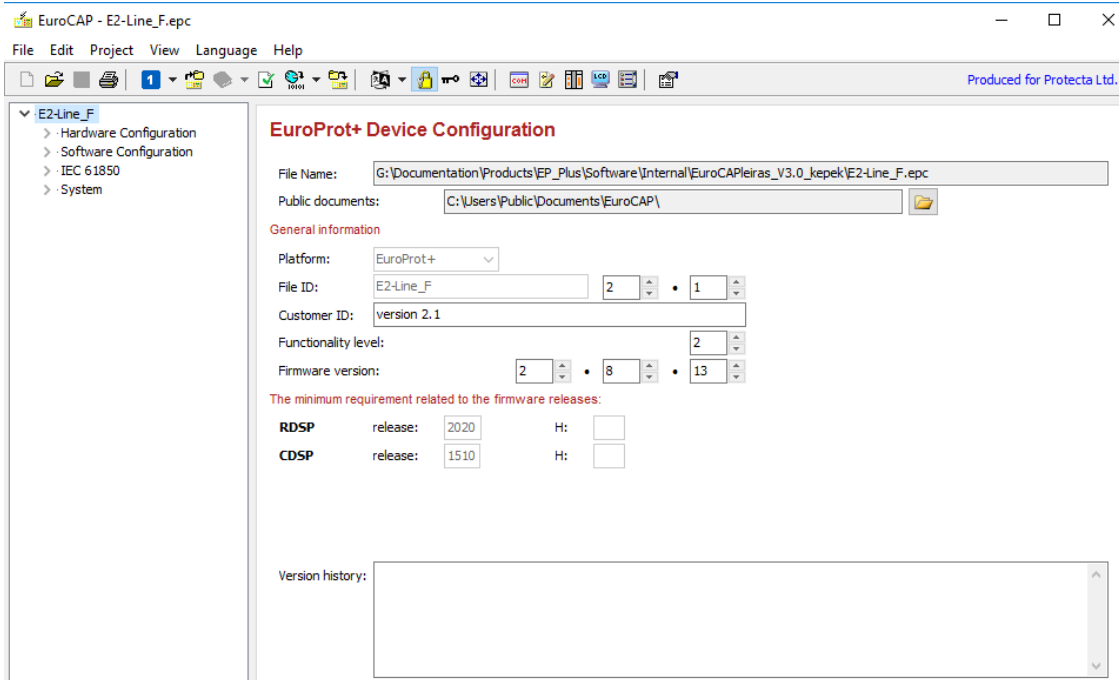 EuroCAP - E2-Line_F.epc
File Edit Project View Language Help
1 COM LCD Produced for Protecta Ltd.
E2-Line_F
Hardware Configuration
Software Configuration
IEC 61850
System
EuroProt+ Device Configuration
File Name: G:\Documentation\Products\EP_Plus\Software\Internal\EuroCAPleiras_V3.0_kepek\E2-Line_F.epc
Public documents: C:\Users\Public\Documents\EuroCAP\
General information
Platform: EuroProt+
File ID: E2-Line_F 2 • 1
Customer ID: version 2.1
Functionality level: 2
Firmware version: 2 • 8 • 13
The minimum requirement related to the firmware releases:
RDSP release: 2020 H:
CDSP release: 1510 H:
Version history: